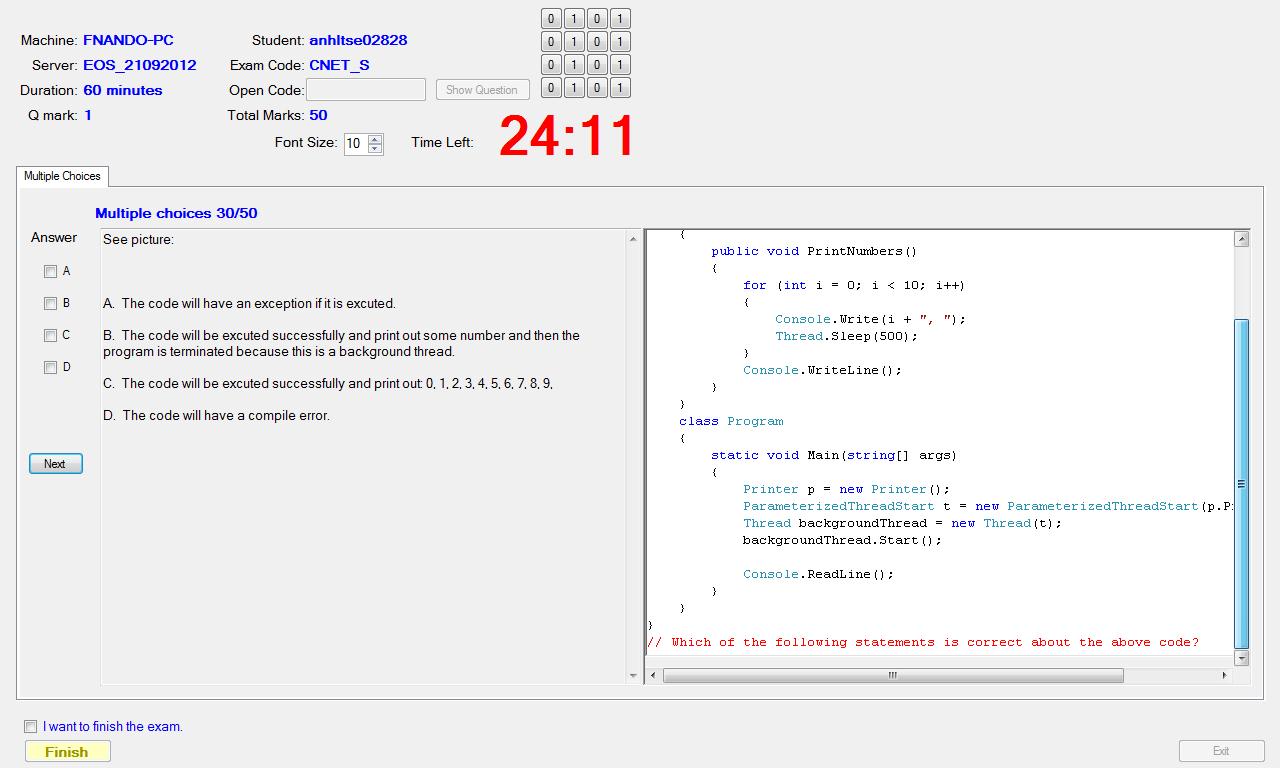 0 1 0 1
Machine: FNANDO-PC Student: anhltse02828
0 1 0 1
Server: EOS_21092012 Exam Code: CNET_S
0 1 0 1
Duration: 60 minutes Open Code: Show Question
0 1 0 1
Q mark: 1 Total Marks: 50
Font Size: 10 Time Left: 24:11
Multiple Choices
Multiple choices 30/50
Answer
A
B
C
D
Next
See picture:
A. The code will have an exception if it is excuted.
B. The code will be excuted successfully and print out some number and then the
program is terminated because this is a background thread.
C. The code will be excuted successfully and print out: 0, 1, 2, 3, 4, 5, 6, 7, 8, 9,
D. The code will have a compile error.
{
public void PrintNumbers()
{
for (int i = 0; i < 10; i++)
{
Console.Write(i + ", ");
Thread.Sleep(500);
}
Console.WriteLine();
}
}
class Program
{
static void Main(string[] args)
{
Printer p = new Printer();
ParameterizedThreadStart t = new ParameterizedThreadStart(p.P
Thread backgroundThread = new Thread(t);
backgroundThread.Start();
Console.ReadLine();
}
}
}
// Which of the following statements is correct about the above code?
I want to finish the exam.
Finish
Exit